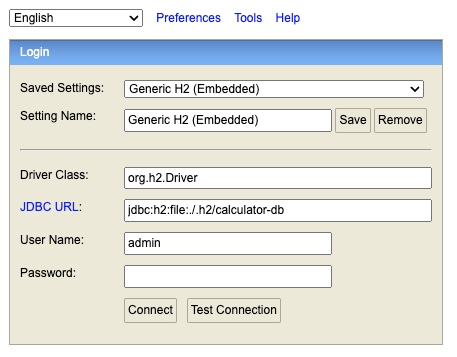 English Preferences Tools Help
Login
Saved Settings: Generic H2 (Embedded)
Setting Name: Generic H2 (Embedded) Save Remove
Driver Class: org.h2.Driver
JDBC URL: jdbc:h2:file:./.h2/calculator-db
User Name: admin
Password:
Connect Test Connection